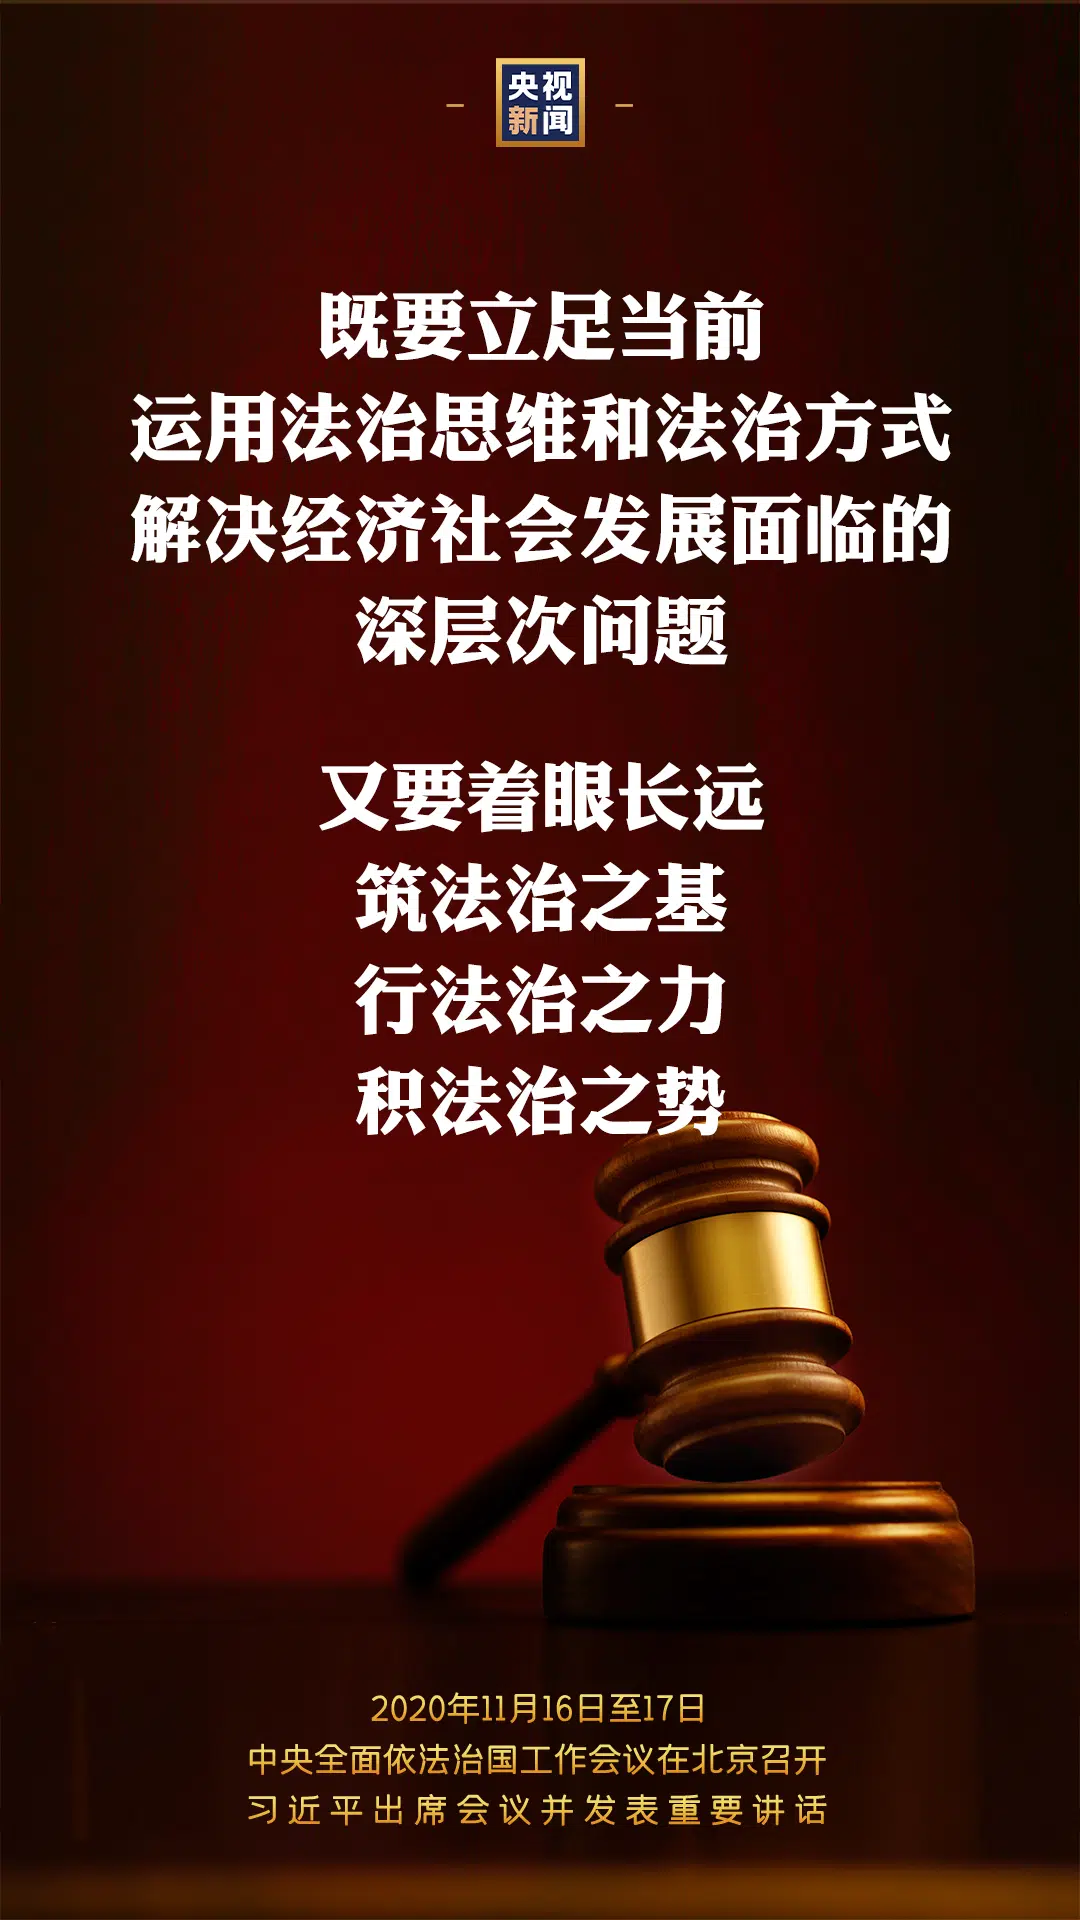 央视
新闻
既要立足当前
运用法治思维和法治方式
解决经济社会发展面临的
深层次问题
又要着眼长远
筑法治之基
行法治之力
积法治之势
2020年11月16日至17日
中央全面依法治国工作会议在北京召开
习近平出席会议并发表重要讲话